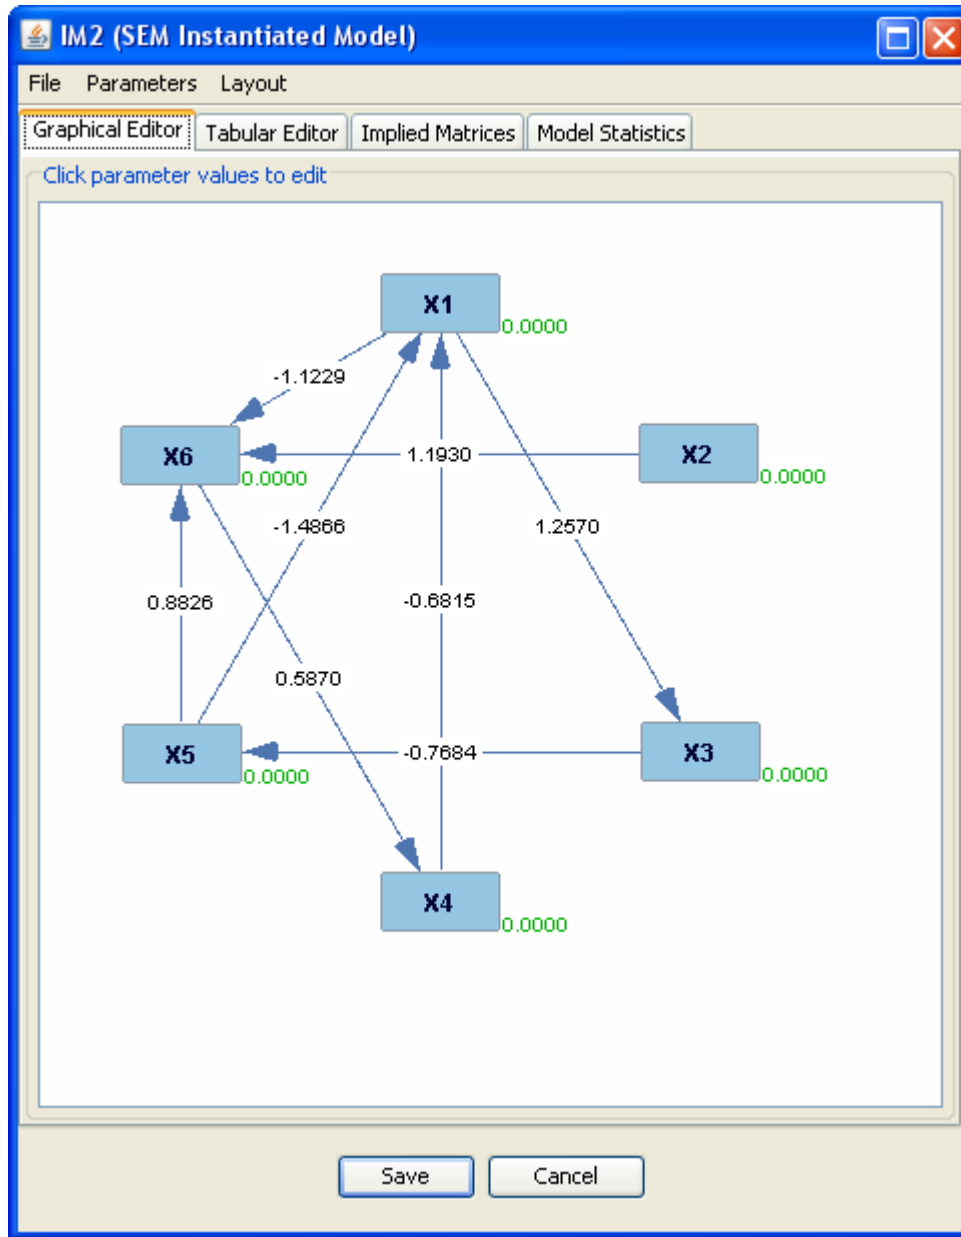 IM2 (SEM Instantiated Model)
File Parameters Layout
Graphical Editor Tabular Editor Implied Matrices Model Statistics
Click parameter values to edit
X1
0.0000
-1.1229
X6
0.0000
1.1930
X2
0.0000
-1.4866
1.2570
0.8826
-0.6815
0.5870
X5
0.0000
-0.7684
X3
0.0000
X4
0.0000
Save Cancel